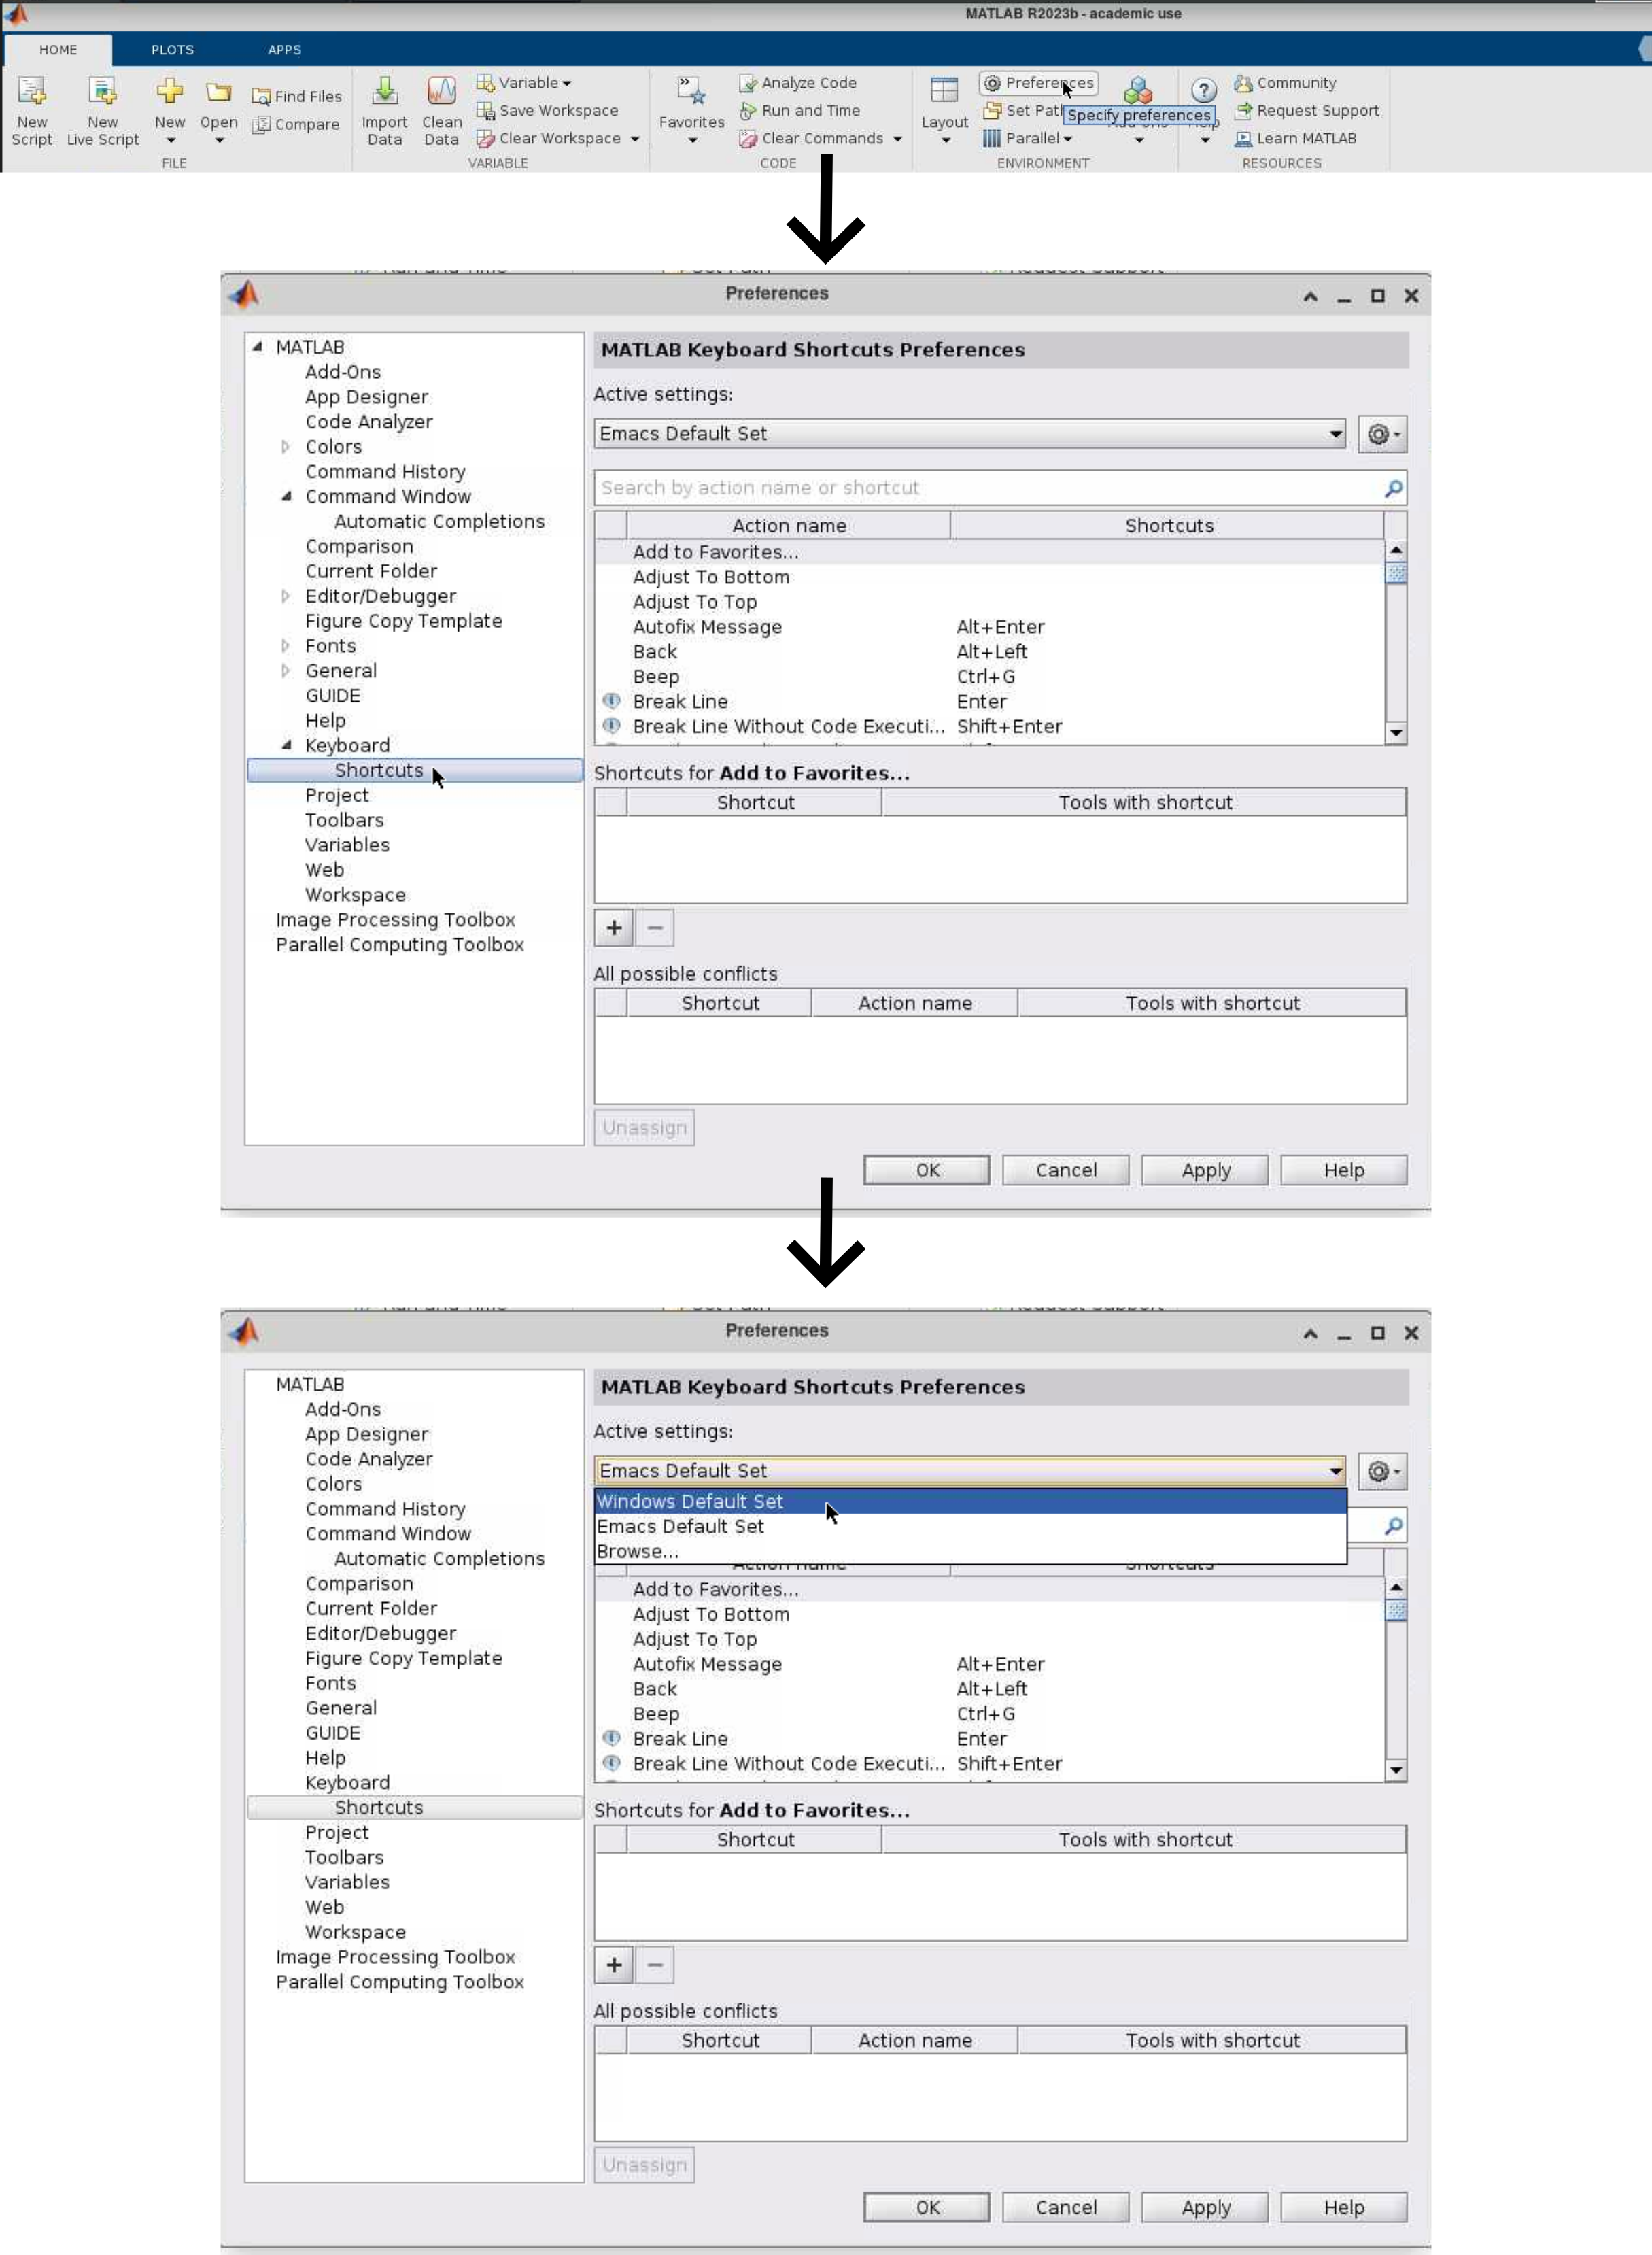 MATLAB R2023b - academic use
HOME PLOTS APPS
New Script
New Live Script
New
Open
Find Files
Compare
FILE
Import Data
Clean Data
Variable
Save Workspace
Clear Workspace
VARIABLE
Favorites
Analyze Code
Run and Time
Clear Commands
CODE
Layout
Preferences
Set Path
Parallel
Specify preferences
ENVIRONMENT
Community
Request Support
Learn MATLAB
RESOURCES
Preferences
MATLAB
Add-Ons
App Designer
Code Analyzer
Colors
Command History
Command Window
Automatic Completions
Comparison
Current Folder
Editor/Debugger
Figure Copy Template
Fonts
General
GUIDE
Help
Keyboard
Shortcuts
Project
Toolbars
Variables
Web
Workspace
Image Processing Toolbox
Parallel Computing Toolbox
MATLAB Keyboard Shortcuts Preferences
Active settings:
Emacs Default Set
Search by action name or shortcut
Action name Shortcuts
Add to Favorites...
Adjust To Bottom
Adjust To Top
Autofix Message Alt+Enter
Back Alt+Left
Beep Ctrl+G
Break Line Enter
Break Line Without Code Executi... Shift+Enter
Shortcuts for Add to Favorites...
Shortcut Tools with shortcut
+ −
All possible conflicts
Shortcut Action name Tools with shortcut
Unassign
OK Cancel Apply Help
Preferences
MATLAB
Add-Ons
App Designer
Code Analyzer
Colors
Command History
Command Window
Automatic Completions
Comparison
Current Folder
Editor/Debugger
Figure Copy Template
Fonts
General
GUIDE
Help
Keyboard
Shortcuts
Project
Toolbars
Variables
Web
Workspace
Image Processing Toolbox
Parallel Computing Toolbox
MATLAB Keyboard Shortcuts Preferences
Active settings:
Emacs Default Set
Windows Default Set
Emacs Default Set
Browse...
Action name Shortcuts
Add to Favorites...
Adjust To Bottom
Adjust To Top
Autofix Message Alt+Enter
Back Alt+Left
Beep Ctrl+G
Break Line Enter
Break Line Without Code Executi... Shift+Enter
Shortcuts for Add to Favorites...
Shortcut Tools with shortcut
+ −
All possible conflicts
Shortcut Action name Tools with shortcut
Unassign
OK Cancel Apply Help